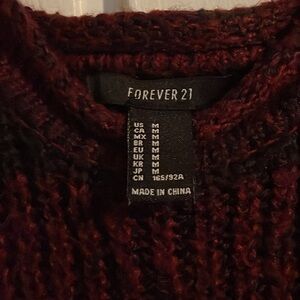 FOREVER 21
US M
CA M
MX M
BR M
EU M
UK M
KR M
JP M
CN 165/92A
MADE IN CHINA